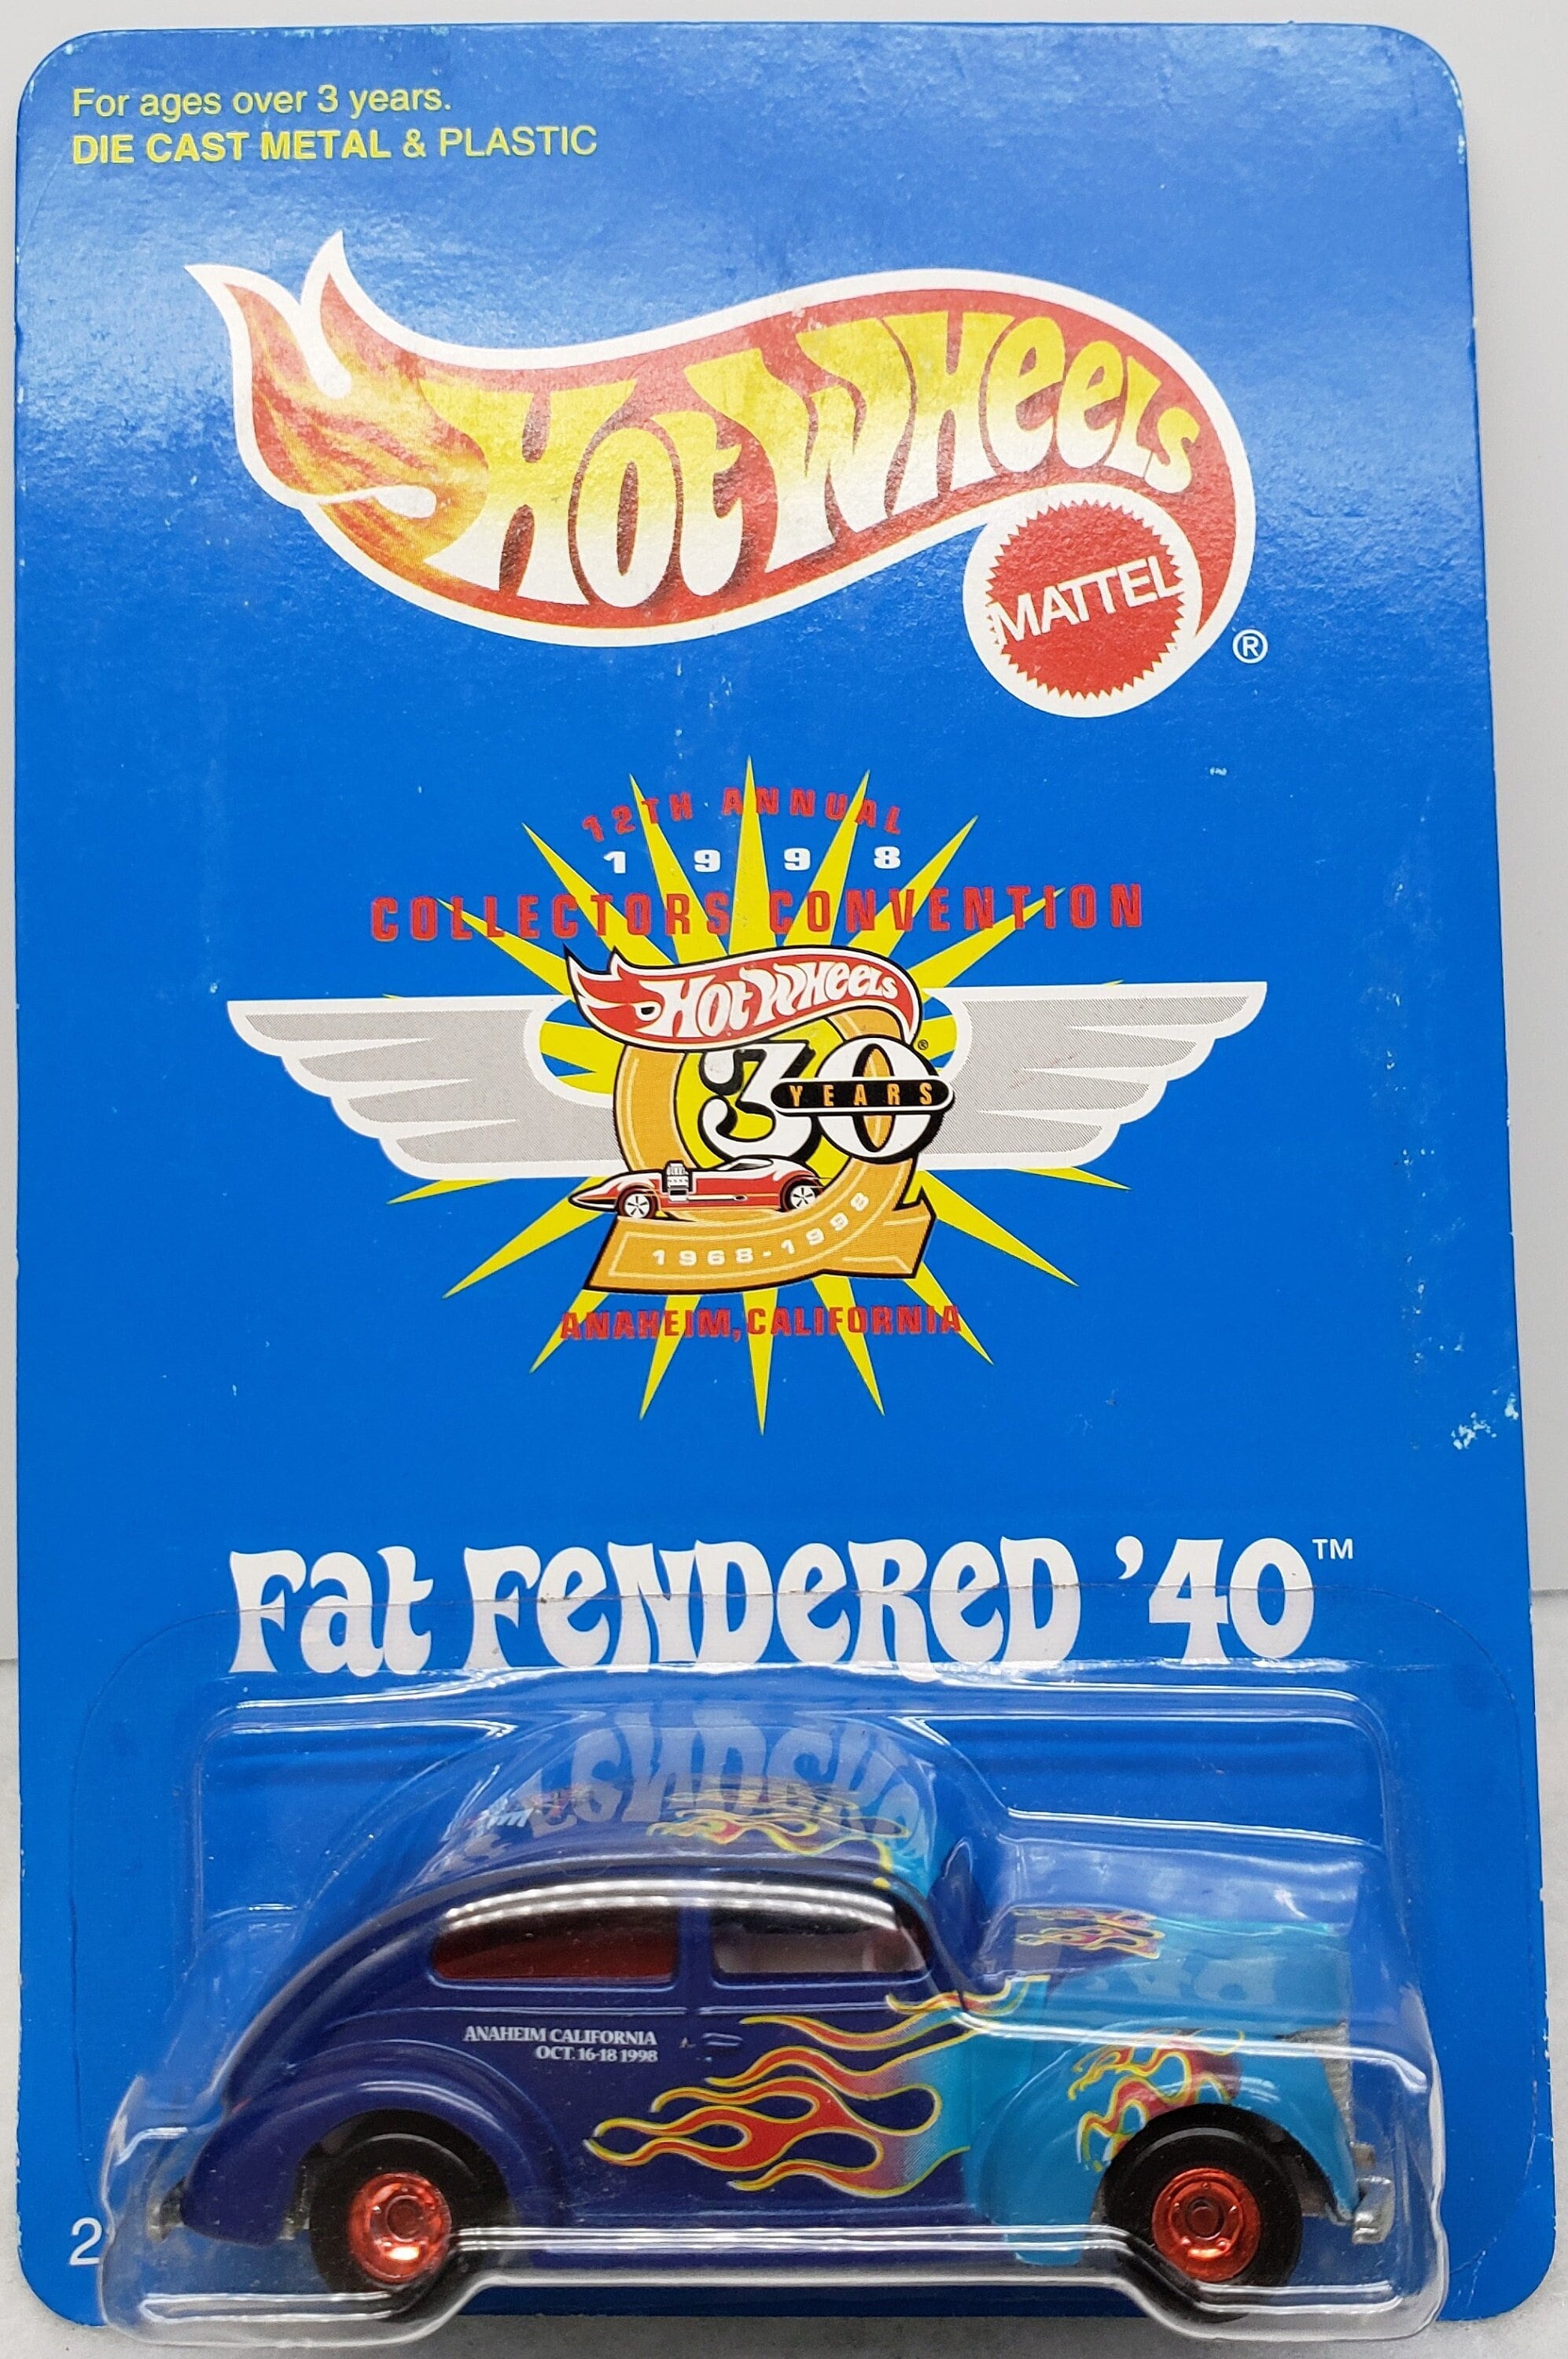 For ages over 3 years.
DIE CAST METAL & PLASTIC
Hot Wheels
MATTEL
®
12TH ANNUAL
1998
COLLECTORS CONVENTION
Hot Wheels
®
30
YEARS
1968-1998
ANAHEIM, CALIFORNIA
Fat Fendered '40™
ANAHEIM CALIFORNIA
OCT. 16-18 1998
2